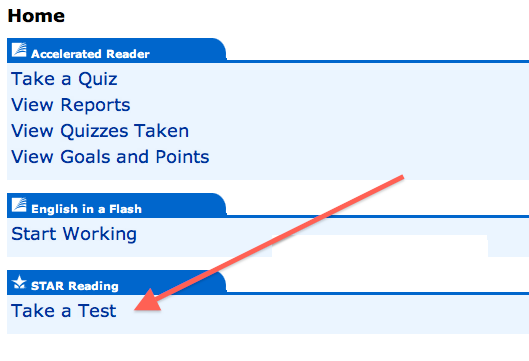 Home
Accelerated Reader
Take a Quiz
View Reports
View Quizzes Taken
View Goals and Points
English in a Flash
Start Working
STAR Reading
Take a Test